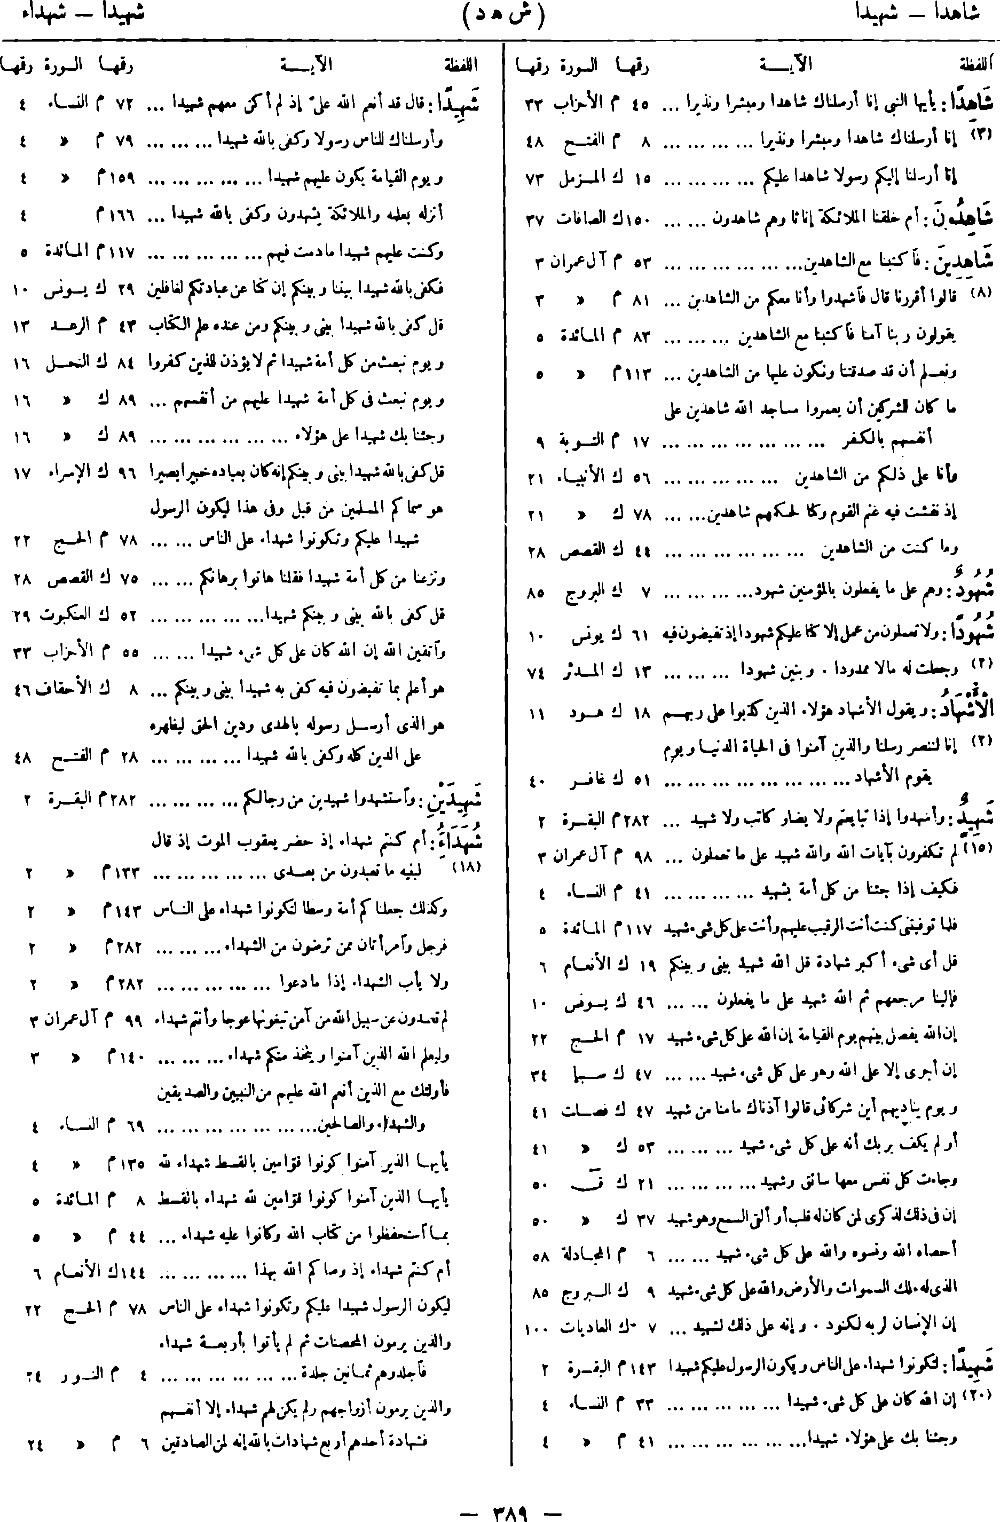 شاهدا — شهيدا
( ش ه د )
شهيدا — شهداء
اللفظة الآيـــة رقمها السورة رقمها
شَاهِدًا : يأيها النبي إنا أرسلناك شاهدا ومبشرا ونذيرا ... ٤٥ م الأحزاب ٣٣
(٣) إنا أرسلناك شاهدا ومبشرا ونذيرا ... ... ... ... ٨ م الفتح ٤٨
إنا أرسلنا إليكم رسولا شاهدا عليكم ... ... ... ... ١٥ ك المزمل ٧٣
شَاهِدُونَ : أم خلقنا الملائكة إناثا وهم شاهدون ... ... ١٥٠ ك الصافات ٣٧
شَاهِدِينَ : فاكتبنا مع الشاهدين ... ... ... ... ... ... ٥٣ م آل عمران ٣
(٨) قالوا أقررنا قال فاشهدوا وأنا معكم من الشاهدين ... ٨١ م « ٣
يقولون ربنا آمنا فاكتبنا مع الشاهدين ... ... ... ٨٣ م المائدة ٥
ونعلم أن قد صدقتنا ونكون عليها من الشاهدين ... ١١٣ م « ٥
ما كان للمشركين أن يعمروا مساجد الله شاهدين على
أنفسهم بالكفر ... ... ... ... ... ... ... ... ١٧ م التوبة ٩
وأنا على ذلكم من الشاهدين ... ... ... ... ... ٥٦ ك الأنبياء ٢١
إذ نفشت فيه غنم القوم وكنا لحكمهم شاهدين ... ... ٧٨ ك « ٢١
وما كنت من الشاهدين ... ... ... ... ... ... ٤٤ ك القصص ٢٨
شُهُودٌ : وهم على ما يفعلون بالمؤمنين شهود ... ... ... ... ٧ ك البروج ٨٥
شُهُودًا : ولا تعملون من عمل إلا كنا عليكم شهودا إذ تفيضون فيه ٦١ ك يونس ١٠
(٢) وجعلت له مالا ممدودا . وبنين شهودا ... ... ... ١٣ ك المدثر ٧٤
الْأَشْهَادُ : ويقول الأشهاد هؤلاء الذين كذبوا على ربهم ١٨ ك هود ١١
(٢) إنا لننصر رسلنا والذين آمنوا فى الحياة الدنيا ويوم
يقوم الأشهاد ... ... ... ... ... ... ... ... ٥١ ك غافر ٤٠
شَهِيدٌ : وأشهدوا إذا تبايعتم ولا يضار كاتب ولا شهيد ... ٢٨٢ م البقرة ٢
(١٥) لم تكفرون بآيات الله والله شهيد على ما تعملون ... ٩٨ م آل عمران ٣
فكيف إذا جئنا من كل أمة بشهيد ... ... ... ... ٤١ م النساء ٤
فلما توفيتنى كنت أنت الرقيب عليهم وأنت على كل شىء شهيد ١١٧ م المائدة ٥
قل أى شىء أكبر شهادة قل الله شهيد بينى وبينكم ١٩ ك الأنعام ٦
فإلينا مرجعهم ثم الله شهيد على ما يفعلون ... ... ٤٦ ك يونس ١٠
إن الله يفصل بينهم يوم القيامة إن الله على كل شىء شهيد ١٧ م الحج ٢٢
إن أجرى إلا على الله وهو على كل شىء شهيد ... ... ٤٧ ك سبإ ٣٤
ويوم يناديهم أين شركائى قالوا آذناك ما منا من شهيد ٤٧ ك فصلت ٤١
أو لم يكف بربك أنه على كل شىء شهيد ... ... ... ٥٣ ك « ٤١
وجاءت كل نفس معها سائق وشهيد ... ... ... ... ٢١ ك قٓ ٥٠
إن فى ذلك لذكرى لمن كان له قلب أو ألقى السمع وهو شهيد ٣٧ ك « ٥٠
أحصاه الله ونسوه والله على كل شىء شهيد ... ... ٦ م المجادلة ٥٨
الذى له ملك السموات والأرض والله على كل شىء شهيد ٩ ك البروج ٨٥
إن الإنسان لربه لكنود . وإنه على ذلك لشهيد ... ٧ ك العاديات ١٠٠
شَهِيدًا : لتكونوا شهداء على الناس ويكون الرسول عليكم شهيدا ١٤٣ م البقرة ٢
(٢٠) إن الله كان على كل شىء شهيدا ... ... ... ... ... ٣٣ م النساء ٤
وجئنا بك على هؤلاء شهيدا ... ... ... ... ... ... ٤١ م « ٤
اللفظة الآيـــة رقمها السورة رقمها
شَهِيدًا : قال قد أنعم الله علىّ إذ لم أكن معهم شهيدا ... ٧٢ م النساء ٤
وأرسلناك للناس رسولا وكفى بالله شهيدا ... ... ... ٧٩ م « ٤
ويوم القيامة يكون عليهم شهيدا ... ... ... ... ... ١٥٩ م « ٤
أنزله بعلمه والملائكة يشهدون وكفى بالله شهيدا ... ... ١٦٦ م ٤
وكنت عليهم شهيدا ما دمت فيهم ... ... ... ... ... ١١٧ م المائدة ٥
فكفى بالله شهيدا بيننا وبينكم إن كنا عن عبادتكم لغافلين ٢٩ ك يونس ١٠
قل كفى بالله شهيدا بينى وبينكم ومن عنده علم الكتاب ٤٣ م الرعد ١٣
ويوم نبعث من كل أمة شهيدا ثم لا يؤذن للذين كفروا ٨٤ ك النحل ١٦
ويوم نبعث فى كل أمة شهيدا عليهم من أنفسهم ... ٨٩ ك « ١٦
وجئنا بك شهيدا على هؤلاء ... ... ... ... ... ... ٨٩ ك « ١٦
قل كفى بالله شهيدا بينى وبينكم إنه كان بعباده خبيرا بصيرا ٩٦ ك الإسراء ١٧
هو سماكم المسلمين من قبل وفى هذا ليكون الرسول
شهيدا عليكم وتكونوا شهداء على الناس ... ... ٧٨ م الحج ٢٢
ونزعنا من كل أمة شهيدا فقلنا هاتوا برهانكم ... ... ٧٥ ك القصص ٢٨
قل كفى بالله بينى وبينكم شهيدا ... ... ... ... ... ٥٢ ك العنكبوت ٢٩
وٱتقين الله إن الله كان على كل شىء شهيدا ... ... ٥٥ م الأحزاب ٣٣
هو أعلم بما تفيضون فيه كفى به شهيدا بينى وبينكم ... ٨ ك الأحقاف ٤٦
هو الذى أرسل رسوله بالهدى ودين الحق ليظهره
على الدين كله وكفى بالله شهيدا ... ... ... ... ٢٨ م الفتح ٤٨
شَهِيدَيْنِ : وٱستشهدوا شهيدين من رجالكم ... ... ... ... ٢٨٢ م البقرة ٢
شُهَدَاءُ : أم كنتم شهداء إذ حضر يعقوب الموت إذ قال
(١٨) لبنيه ما تعبدون من بعدى ... ... ... ... ... ١٣٣ م « ٢
وكذلك جعلناكم أمة وسطا لتكونوا شهداء على الناس ١٤٣ م « ٢
فرجل وٱمرأتان ممن ترضون من الشهداء ... ... ... ٢٨٢ م « ٢
ولا يأب الشهداء إذا ما دعوا ... ... ... ... ... ٢٨٢ م « ٢
لم تصدون عن سبيل الله من آمن تبغونها عوجا وأنتم شهداء ٩٩ م آل عمران ٣
وليعلم الله الذين آمنوا ويتخذ منكم شهداء ... ... ... ١٤٠ م « ٣
فأولئك مع الذين أنعم الله عليهم من النبيين والصديقين
والشهداء والصالحين ... ... ... ... ... ... ... ٦٩ م النساء ٤
يأيها الذين آمنوا كونوا قوّامين بالقسط شهداء لله ١٣٥ م « ٤
يأيها الذين آمنوا كونوا قوّامين لله شهداء بالقسط ٨ م المائدة ٥
بما ٱستحفظوا من كتاب الله وكانوا عليه شهداء ... ٤٤ م « ٥
أم كنتم شهداء إذ وصاكم الله بهذا ... ... ... ... ١٤٤ ك الأنعام ٦
ليكون الرسول شهيدا عليكم وتكونوا شهداء على الناس ٧٨ م الحج ٢٢
والذين يرمون المحصنات ثم لم يأتوا بأربعة شهداء
فٱجلدوهم ثمانين جلدة ... ... ... ... ... ... ٤ م النور ٢٤
والذين يرمون أزواجهم ولم يكن لهم شهداء إلا أنفسهم
فشهادة أحدهم أربع شهادات بالله إنه لمن الصادقين ٦ م « ٢٤
— ٣٨٩ —